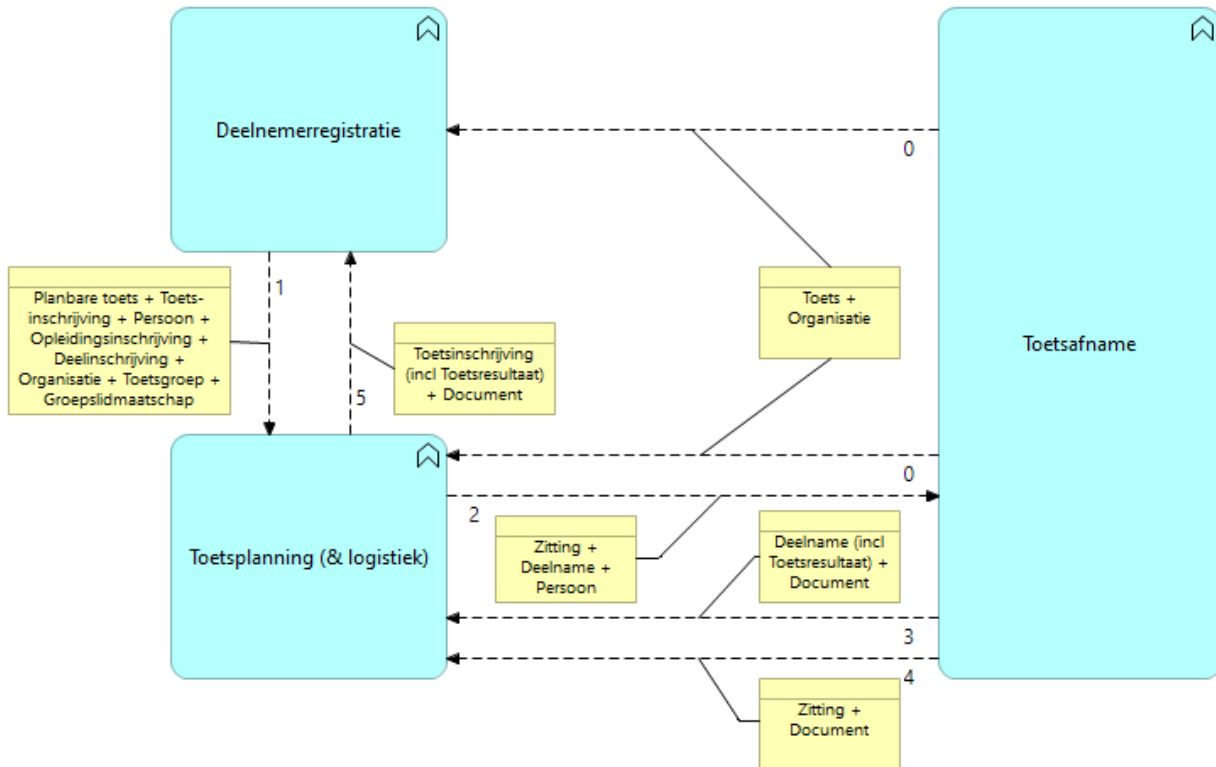 Deelnemerregistratie
0
1
Planbare toets + Toets-
inschrijving + Persoon +
Opleidingsinschrijving +
Deelinschrijving +
Organisatie + Toetsgroep +
Groepslidmaatschap
Toetsinschrijving
(incl Toetsresultaat)
+ Document
5
Toets +
Organisatie
Toetsafname
0
2
Toetsplanning (& logistiek)
Zitting +
Deelname +
Persoon
Deelname (incl
Toetsresultaat) +
Document
3
4
Zitting +
Document